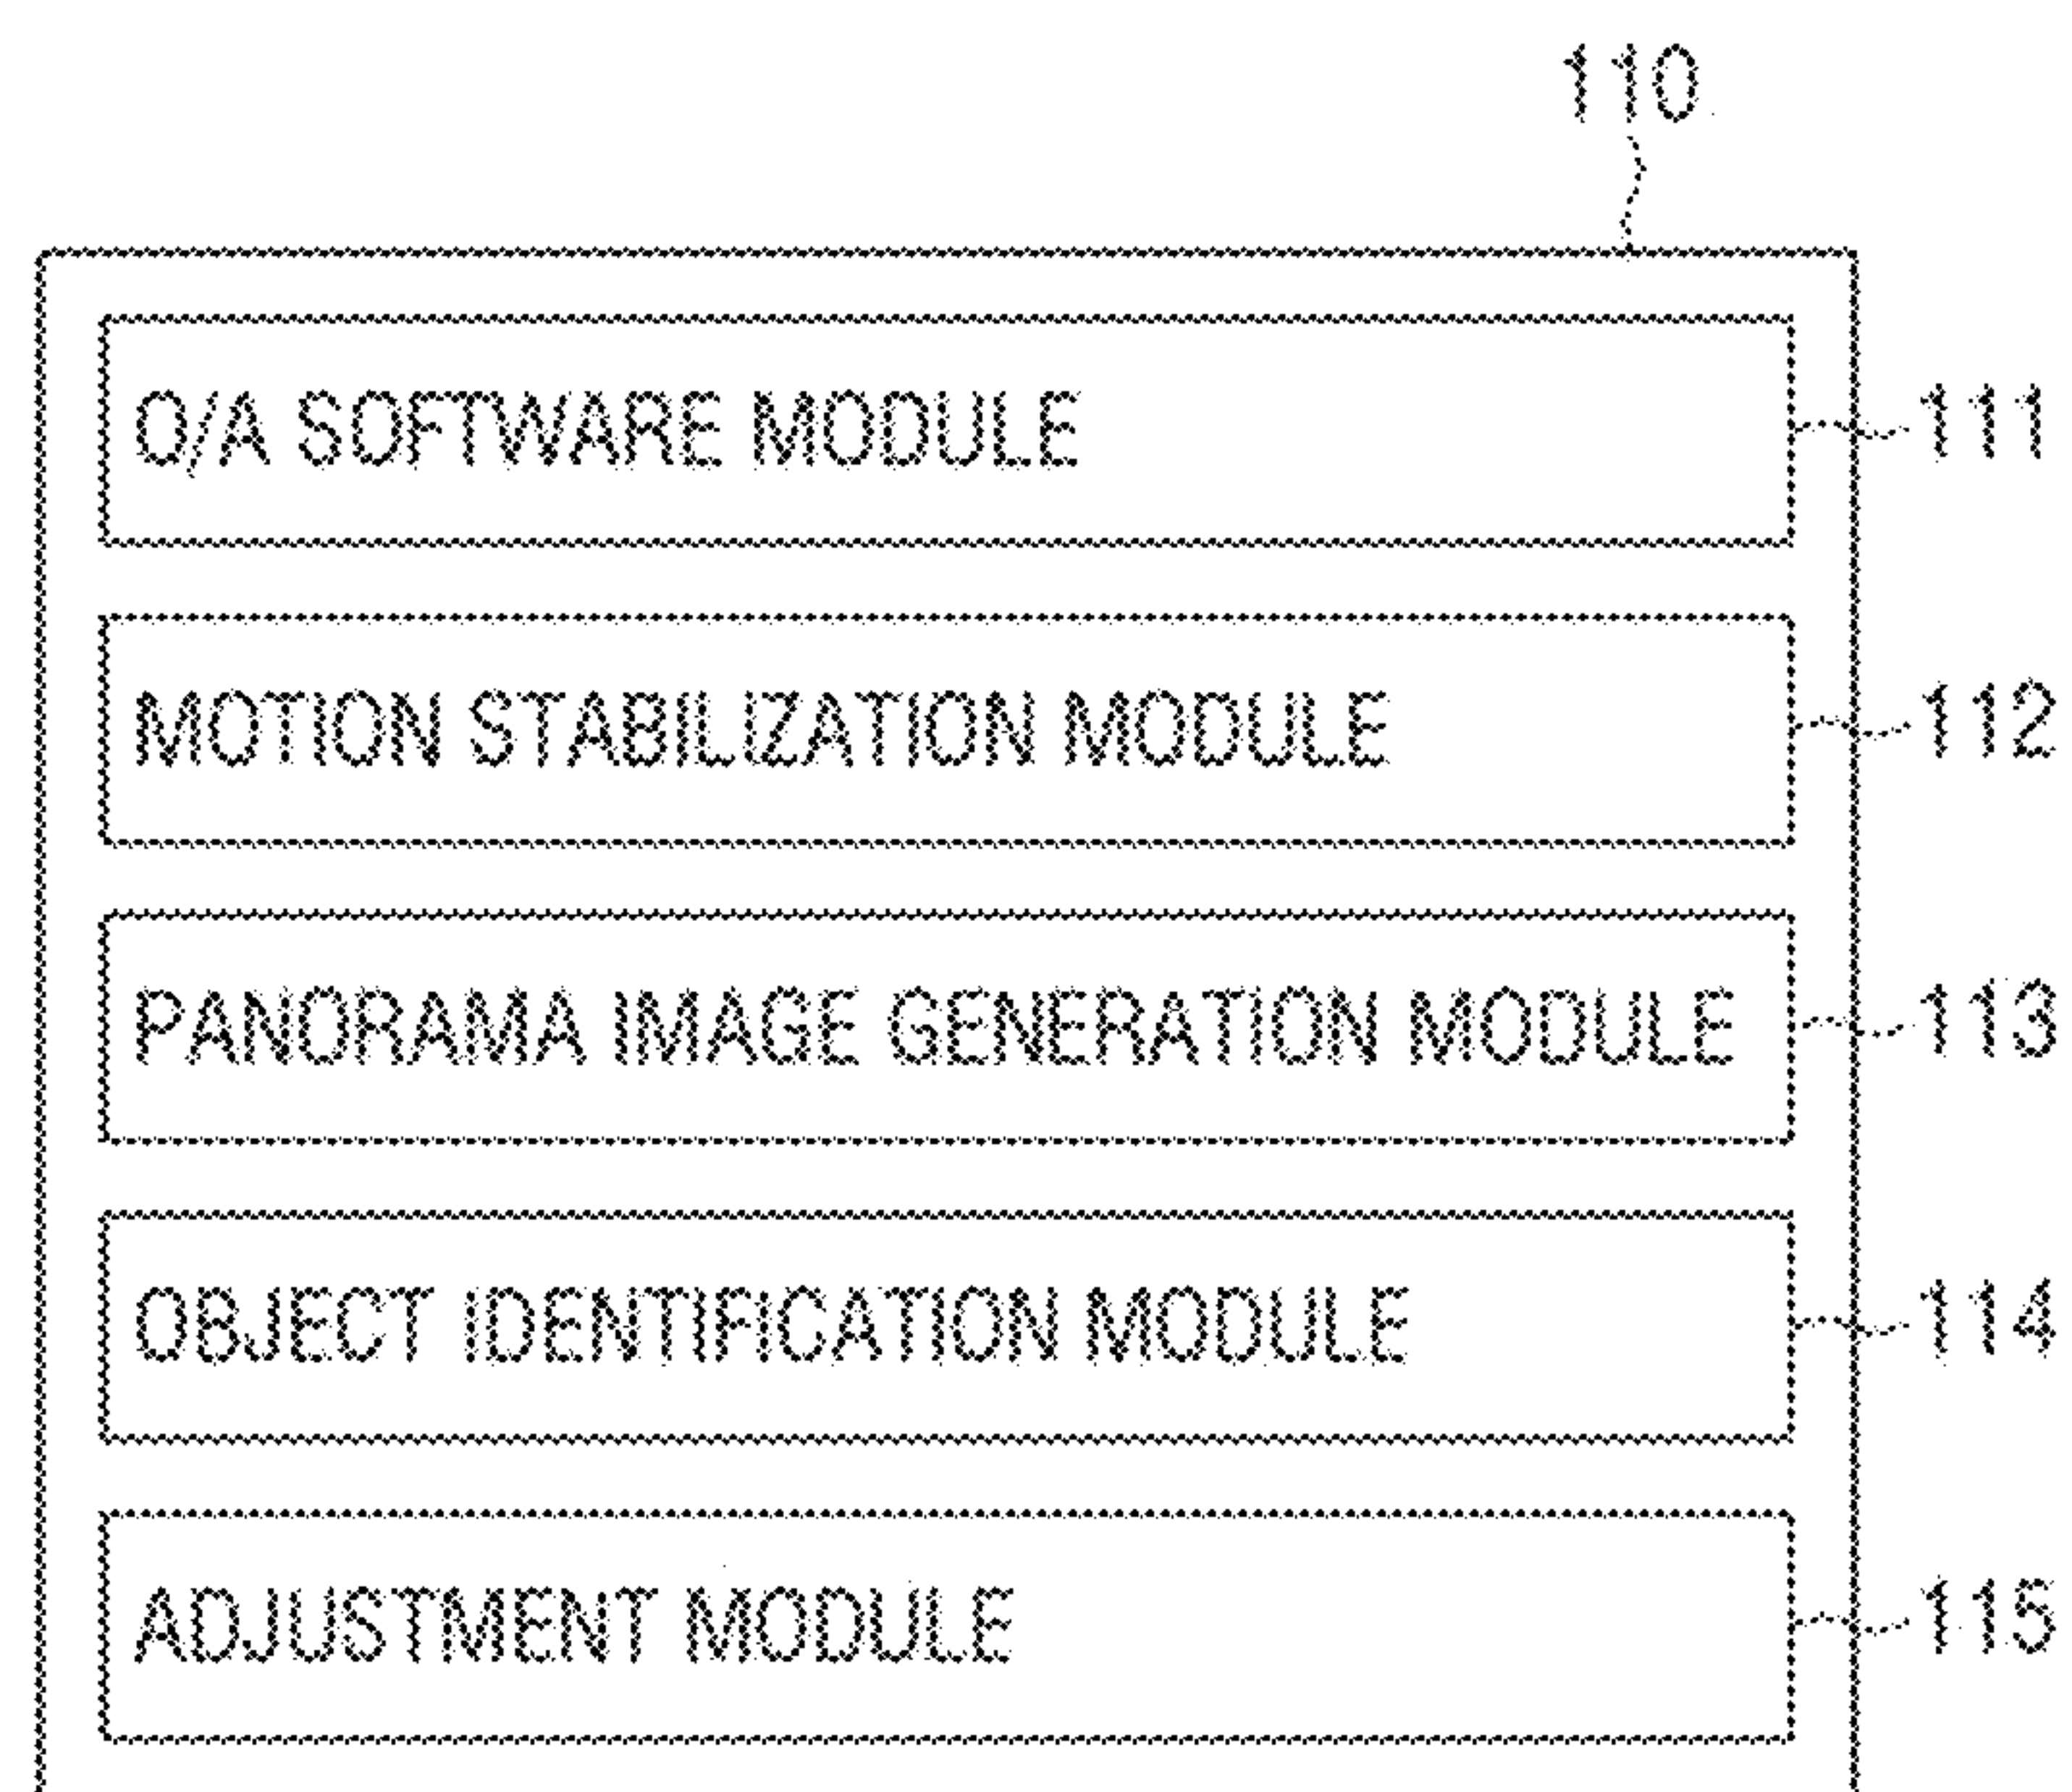 110
O/A SOFTWARE MODULE 111
MOTION STABILIZATION MODULE 112
PANORAMA IMAGE GENERATION MODULE 113
OBJECT IDENTIFICATION MODULE 114
ADJUSTMENT MODULE 115